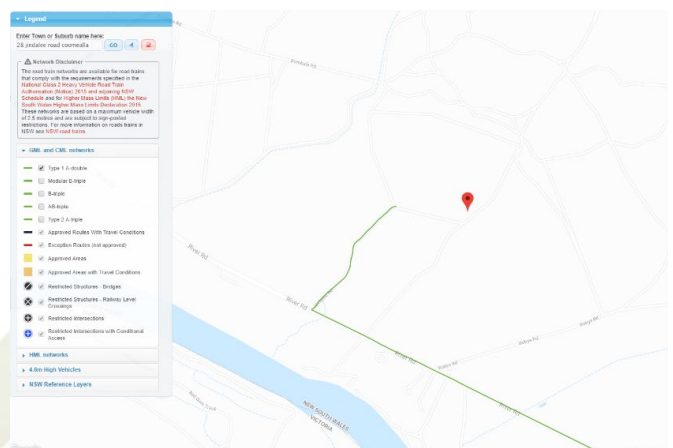 Legend
Enter Town or Suburb name here:
28 jindalee road coomealla
GO
Network Disclaimer
The road train networks are available for road trains
that comply with the requirements specified in the
National Class 2 Heavy Vehicle Road Train
Authorisation (Notice) 2015 and adjoining NSW
Schedule and for Higher Mass Limits (HML) the New
South Wales Higher Mass Limits Declaration 2015.
These networks are based on a maximum vehicle width
of 2.5 metres and are subject to sign-posted
restrictions. For more information on roads trains in
NSW see NSW road trains.
GML and CML networks
Type 1 A-double
Modular B-triple
B-triple
AB-triple
Type 2 A-triple
Approved Routes With Travel Conditions
Exception Routes (not approved)
Approved Areas
Approved Areas with Travel Conditions
Restricted Structures - Bridges
Restricted Structures - Railway Level
Crossings
Restricted Intersections
Restricted Intersections with Conditional
Access
HML networks
4.6m High Vehicles
NSW Reference Layers
River Rd
River Rd
River Rd
River Rd
NEW SOUTH WALES
VICTORIA